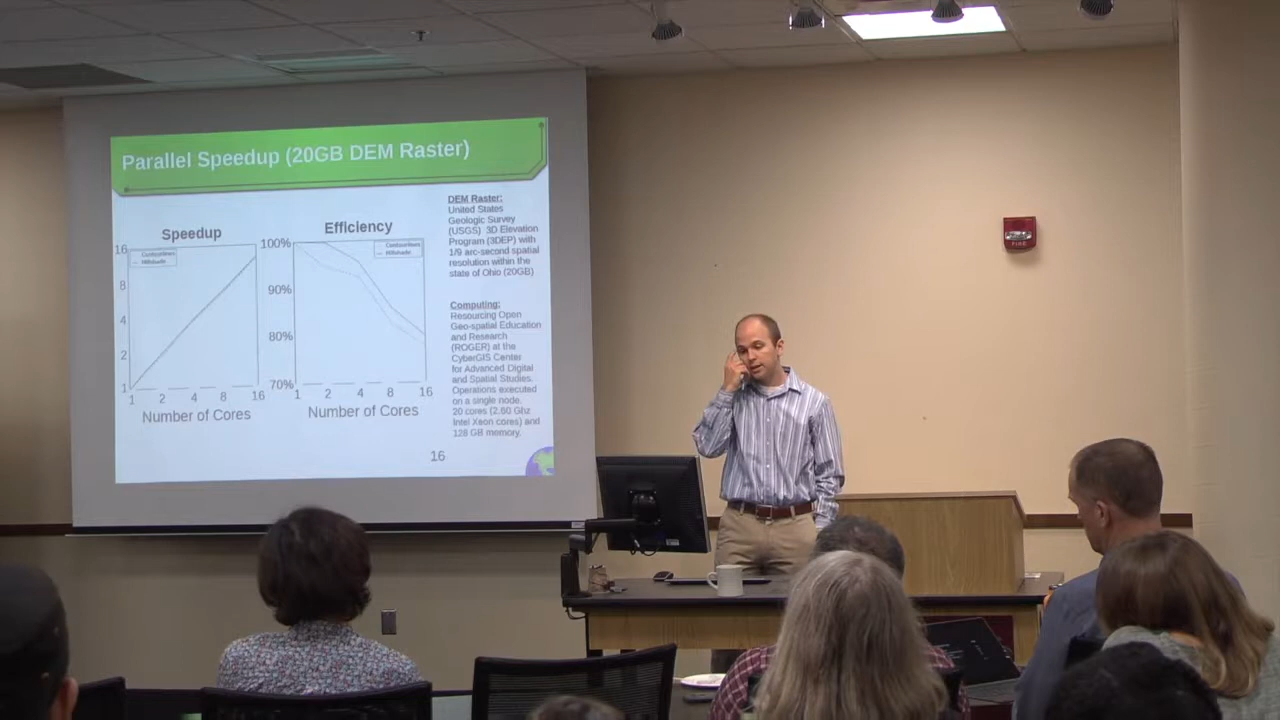 Parallel Speedup (20GB DEM Raster)
Speedup
16
8
4
2
1
Contourlines
Hillshade
1 2 4 8 16
Number of Cores
Efficiency
100%
90%
80%
70%
Contourlines
Hillshade
1 2 4 8 16
Number of Cores
DEM Raster:
United States
Geologic Survey
(USGS) 3D Elevation
Program (3DEP) with
1/9 arc-second spatial
resolution within the
state of Ohio (20GB)
Computing:
Resourcing Open
Geo-spatial Education
and Research
(ROGER) at the
CyberGIS Center
for Advanced Digital
and Spatial Studies.
Operations executed
on a single node.
20 cores (2.60 Ghz
Intel Xeon cores) and
128 GB memory.
16
FIRE